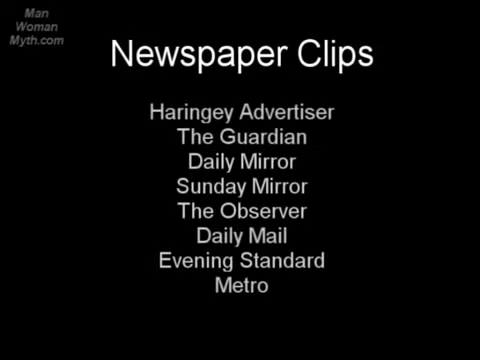 Man
Woman
Myth.com
Newspaper Clips
Haringey Advertiser
The Guardian
Daily Mirror
Sunday Mirror
The Observer
Daily Mail
Evening Standard
Metro